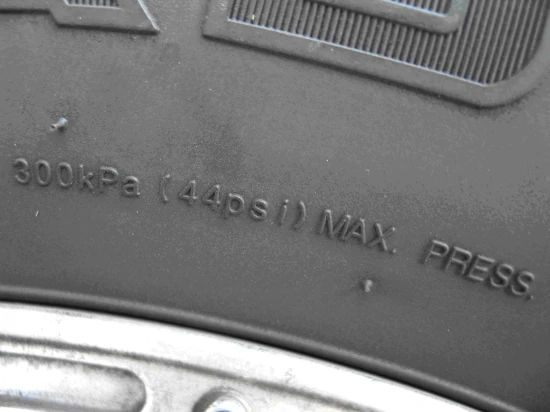 300kPa (44psi) MAX. PRESS.